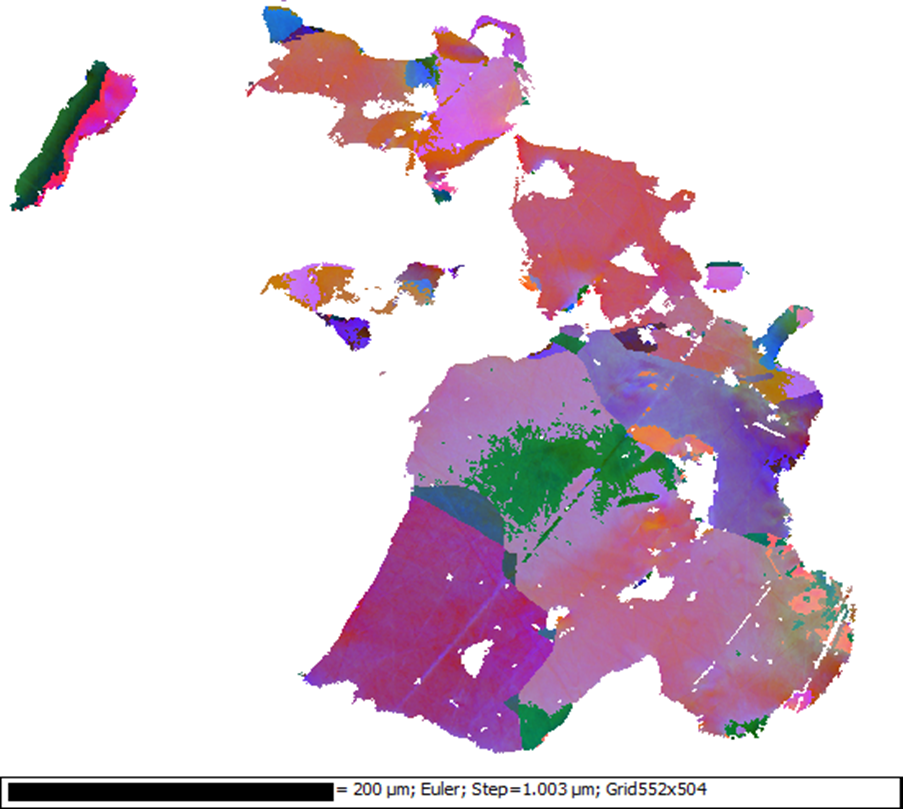 = 200 µm; Euler; Step=1.003 µm; Grid552x504